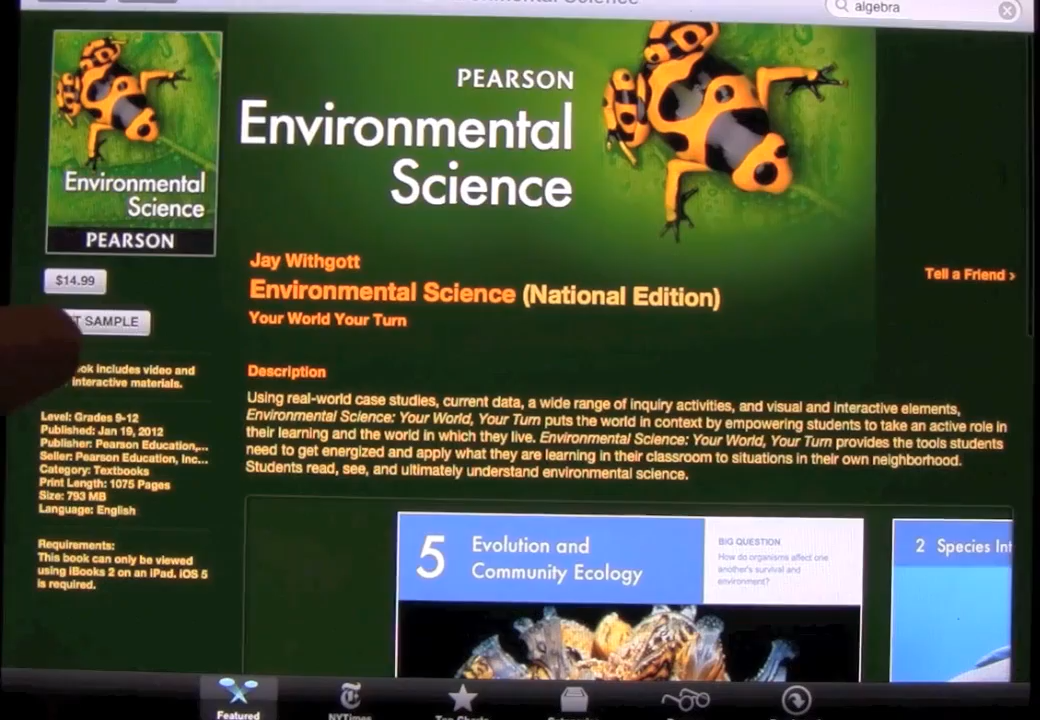 algebra
PEARSON
Environmental
Science
Environmental
Science
PEARSON
$14.99
SAMPLE
Jay Withgott
Environmental Science (National Edition)
Your World Your Turn
Tell a Friend >
includes video and
interactive materials.
Level: Grades 9-12
Published: Jan 19, 2012
Publisher: Pearson Education,...
Seller: Pearson Education, Inc...
Category: Textbooks
Print Length: 1075 Pages
Size: 793 MB
Language: English
Requirements:
This book can only be viewed
using iBooks 2 on an iPad. iOS 5
is required.
Description
Using real-world case studies, current data, a wide range of inquiry activities, and visual and interactive elements,
Environmental Science: Your World, Your Turn puts the world in context by empowering students to take an active role in
their learning and the world in which they live. Environmental Science: Your World, Your Turn provides the tools students
need to get energized and apply what they are learning in their classroom to situations in their own neighborhood.
Students read, see, and ultimately understand environmental science.
5 Evolution and
Community Ecology
BIG QUESTION
How do organisms affect one
another's survival and
environment?
2 Species Int
Featured
NYTimes
Top Charts